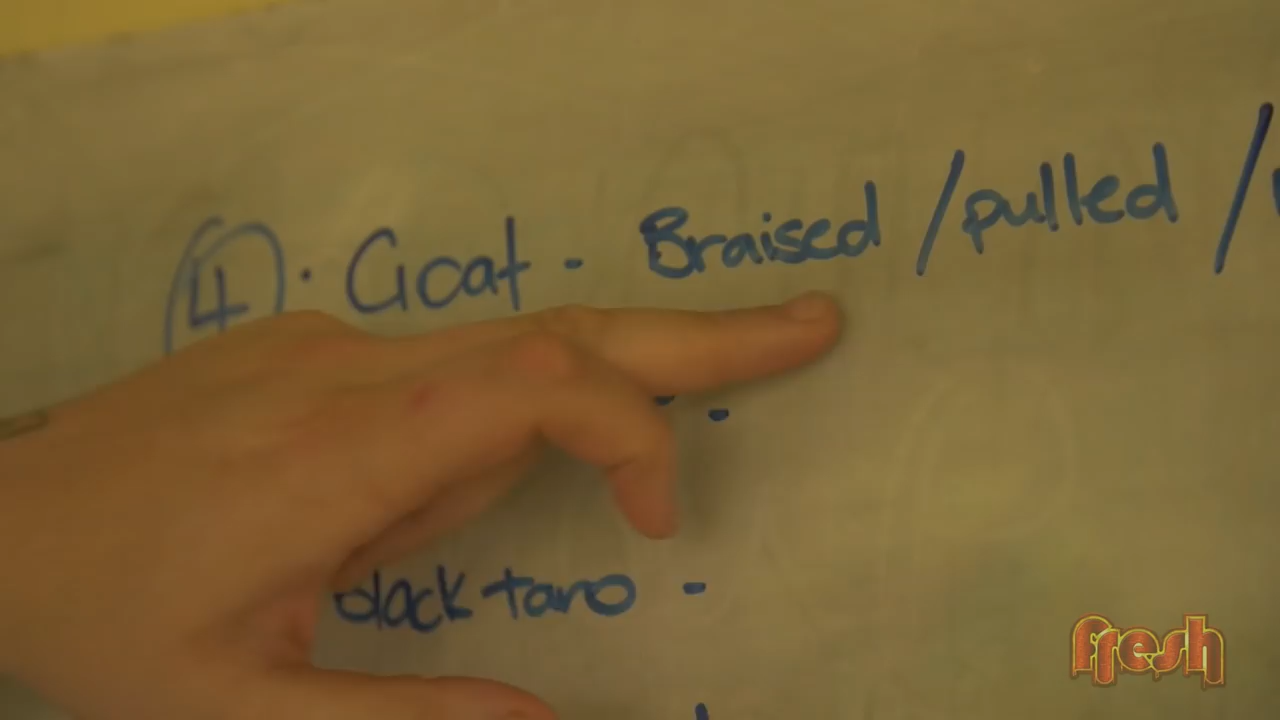 4 · Goat - Braised / pulled /
black taro -
fresh